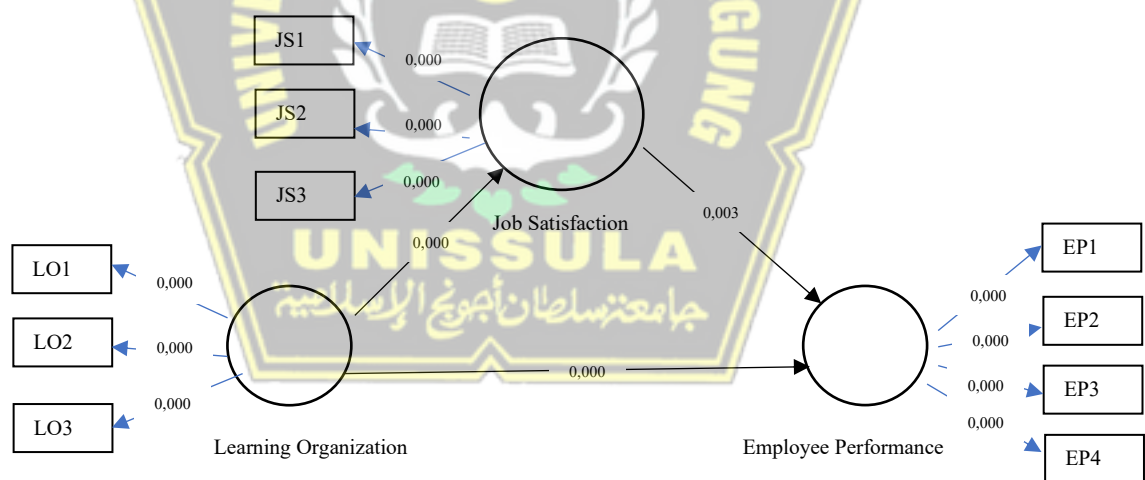 JS1
0,000
JS2
0,000
JS3
0,000
Job Satisfaction
0,003
0,000
LO1
0,000
LO2
0,000
LO3
0,000
Learning Organization
0,000
EP1
0,000
EP2
0,000
EP3
0,000
EP4
0,000
Employee Performance
UNISSULA
جامعة سلطان أجونج الإسلامية
UNIV
GUNG